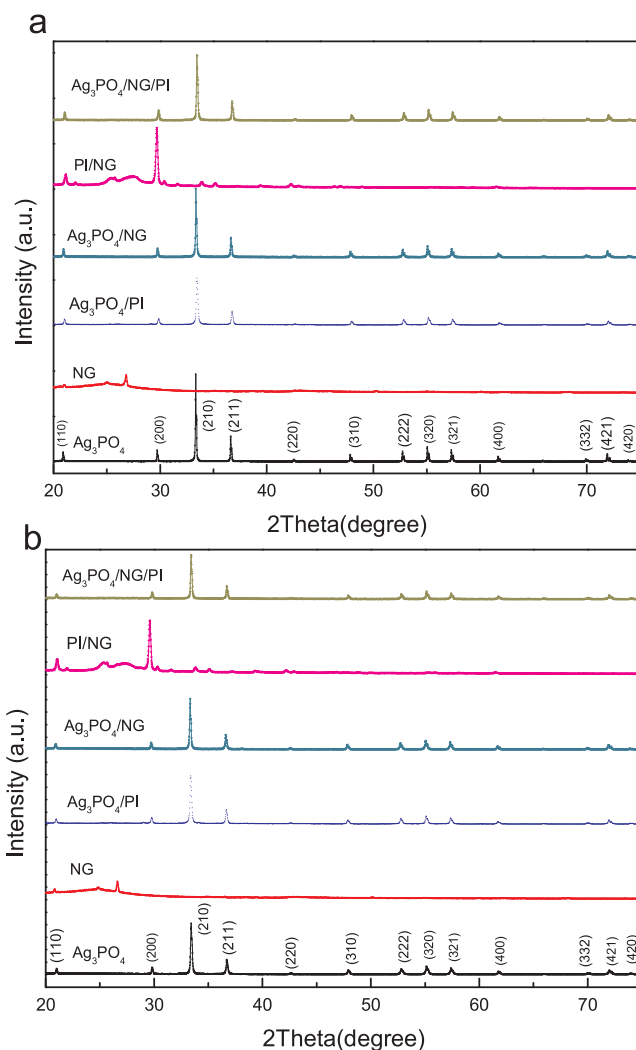 a
Ag₃PO₄/NG/PI
PI/NG
Ag₃PO₄/NG
Ag₃PO₄/PI
NG
Ag₃PO₄
(110)
(200)
(210)
(211)
(220)
(310)
(222)
(320)
(321)
(400)
(332)
(421)
(420)
Intensity (a.u.)
20 30 40 50 60 70
2Theta(degree)
b
Ag₃PO₄/NG/PI
PI/NG
Ag₃PO₄/NG
Ag₃PO₄/PI
NG
Ag₃PO₄
(110)
(200)
(210)
(211)
(220)
(310)
(222)
(320)
(321)
(400)
(332)
(421)
(420)
Intensity (a.u.)
20 30 40 50 60 70
2Theta(degree)